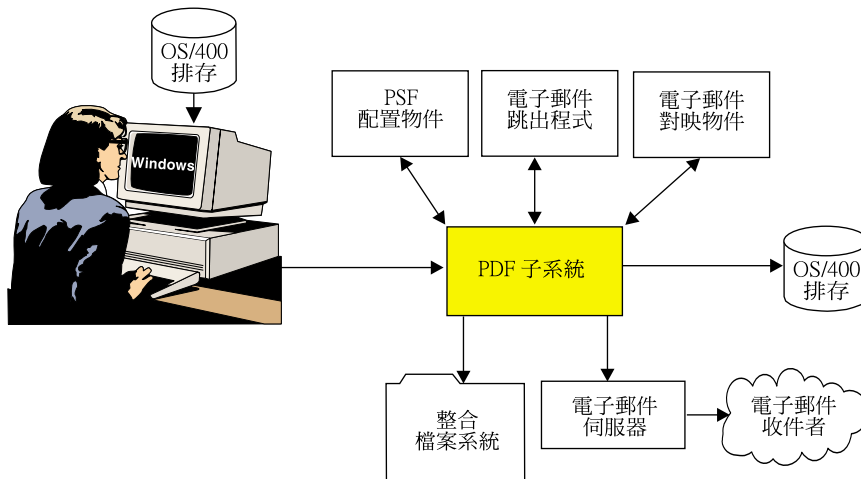 OS/400
排存
Windows
PSF
配置物件
電子郵件
跳出程式
電子郵件
對映物件
PDF 子系統
OS/400
排存
整合
檔案系統
電子郵件
伺服器
電子郵件
收件者